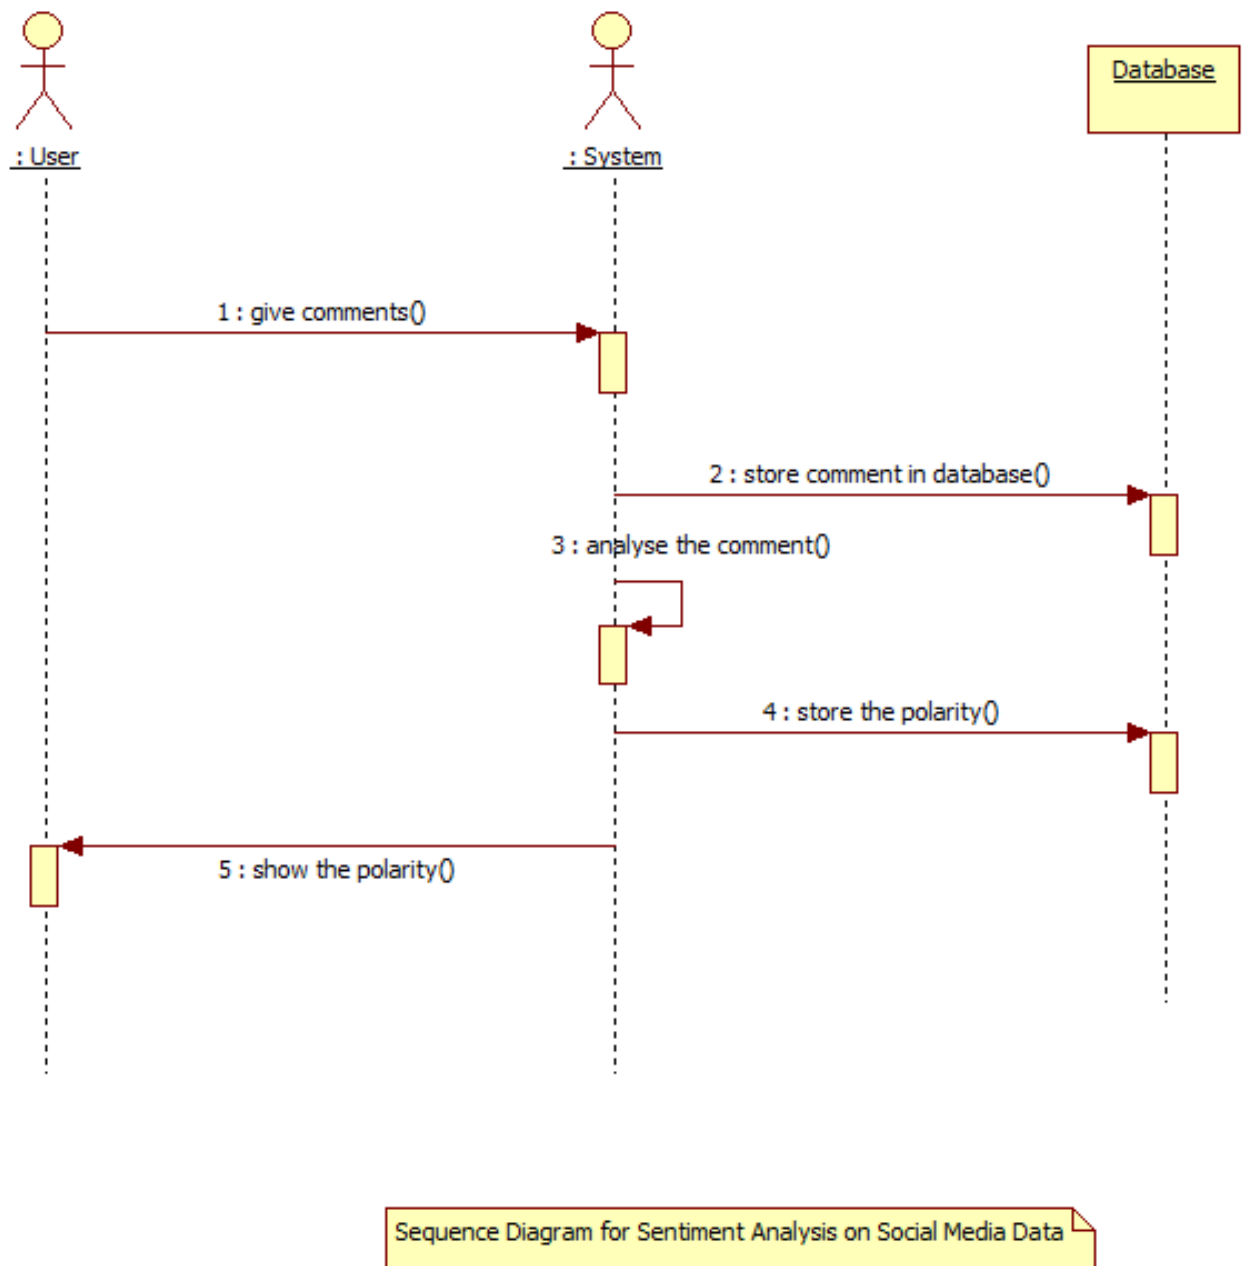 : User
: System
Database
1 : give comments()
2 : store comment in database()
3 : analyse the comment()
4 : store the polarity()
5 : show the polarity()
Sequence Diagram for Sentiment Analysis on Social Media Data